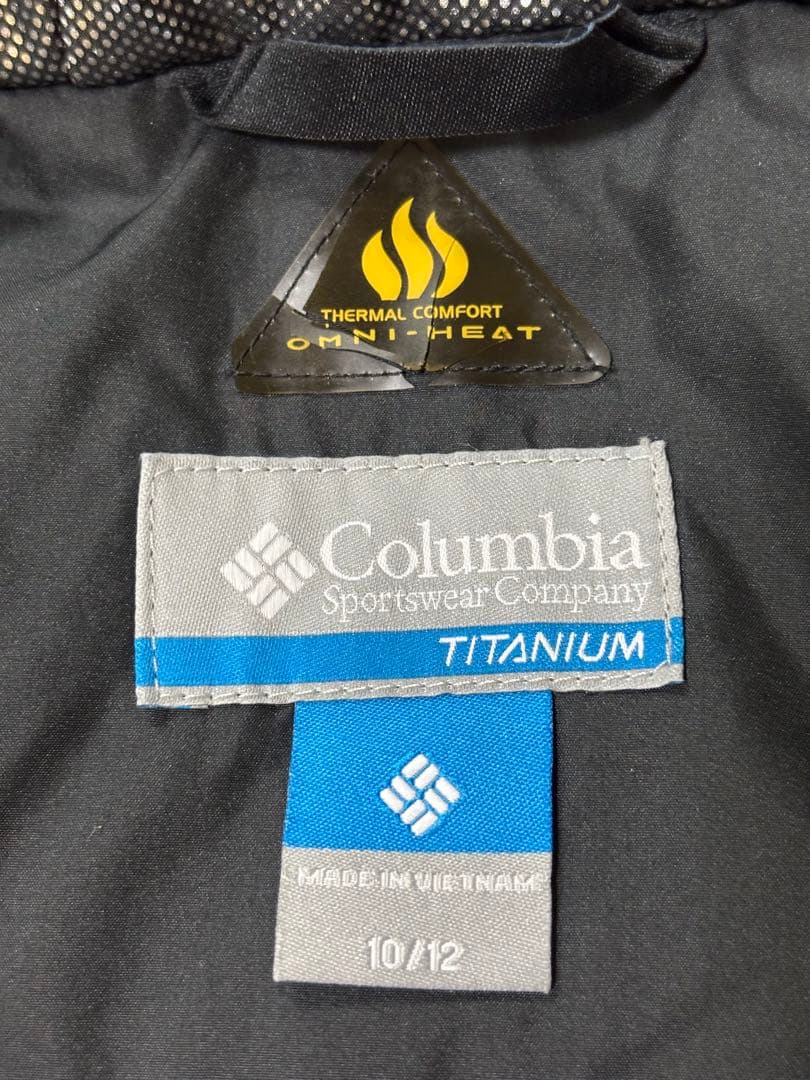 THERMAL COMFORT
OMNI-HEAT
Columbia
Sportswear Company
TITANIUM
MADE IN VIETNAM
10/12